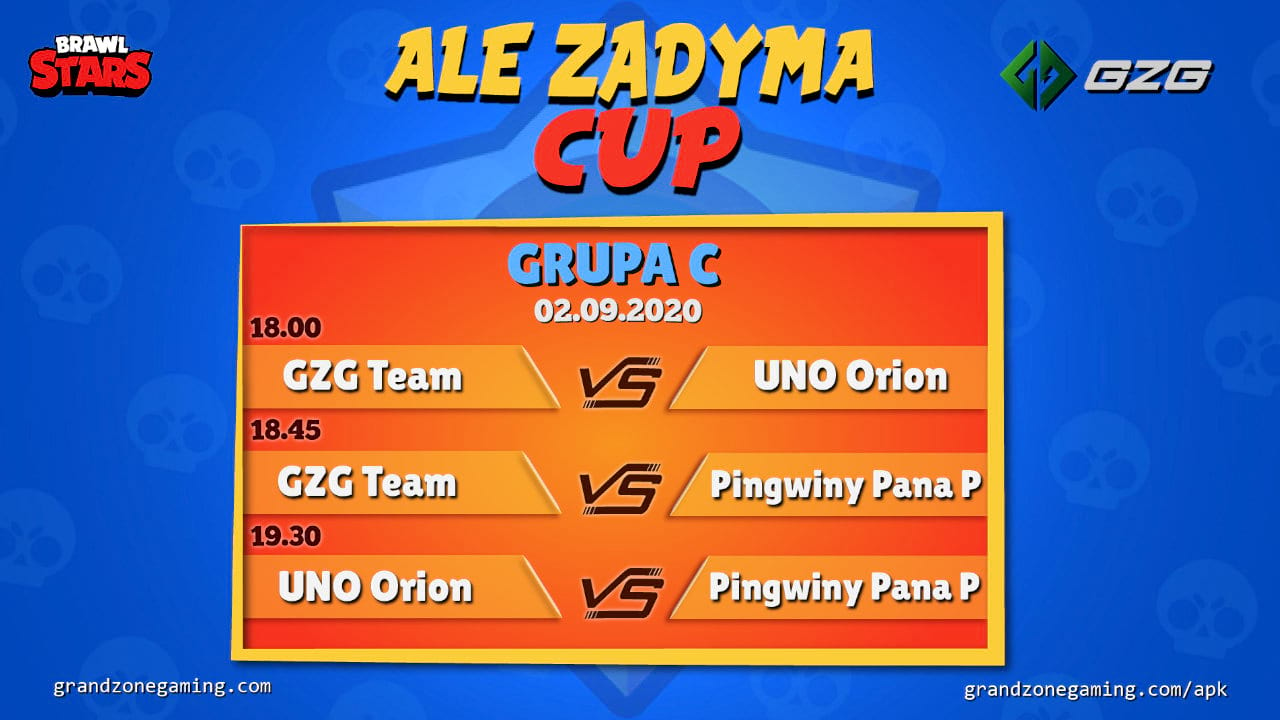 BRAWL
STARS
ALE ZADYMA
CUP
GZG
GRUPA C
02.09.2020
18.00
GZG Team VS UNO Orion
18.45
GZG Team VS Pingwiny Pana P
19.30
UNO Orion VS Pingwiny Pana P
grandzonegaming.com
grandzonegaming.com/apk